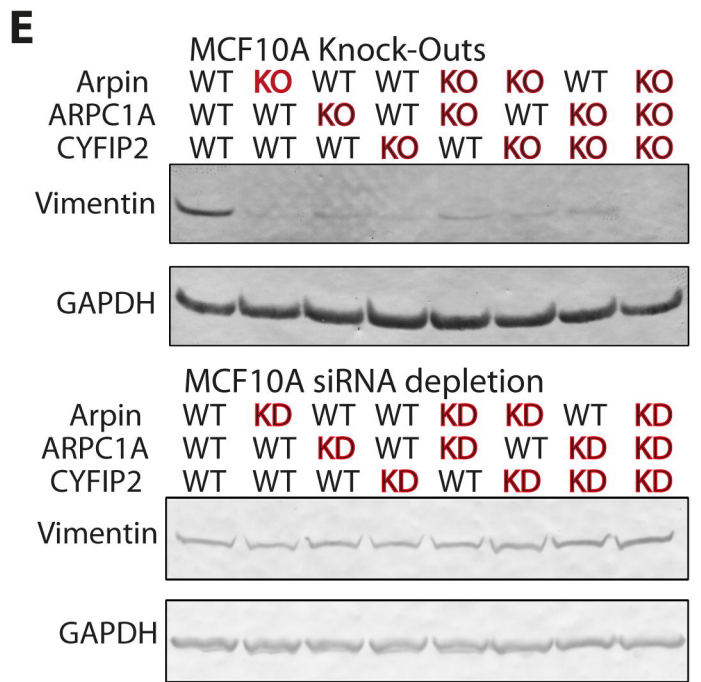 E
MCF10A Knock-Outs
Arpin WT KO WT WT KO KO WT KO
ARPC1A WT WT KO WT KO WT KO KO
CYFIP2 WT WT WT KO WT KO KO KO
Vimentin
GAPDH
MCF10A siRNA depletion
Arpin WT KD WT WT KD KD WT KD
ARPC1A WT WT KD WT KD WT KD KD
CYFIP2 WT WT WT KD WT KD KD KD
Vimentin
GAPDH